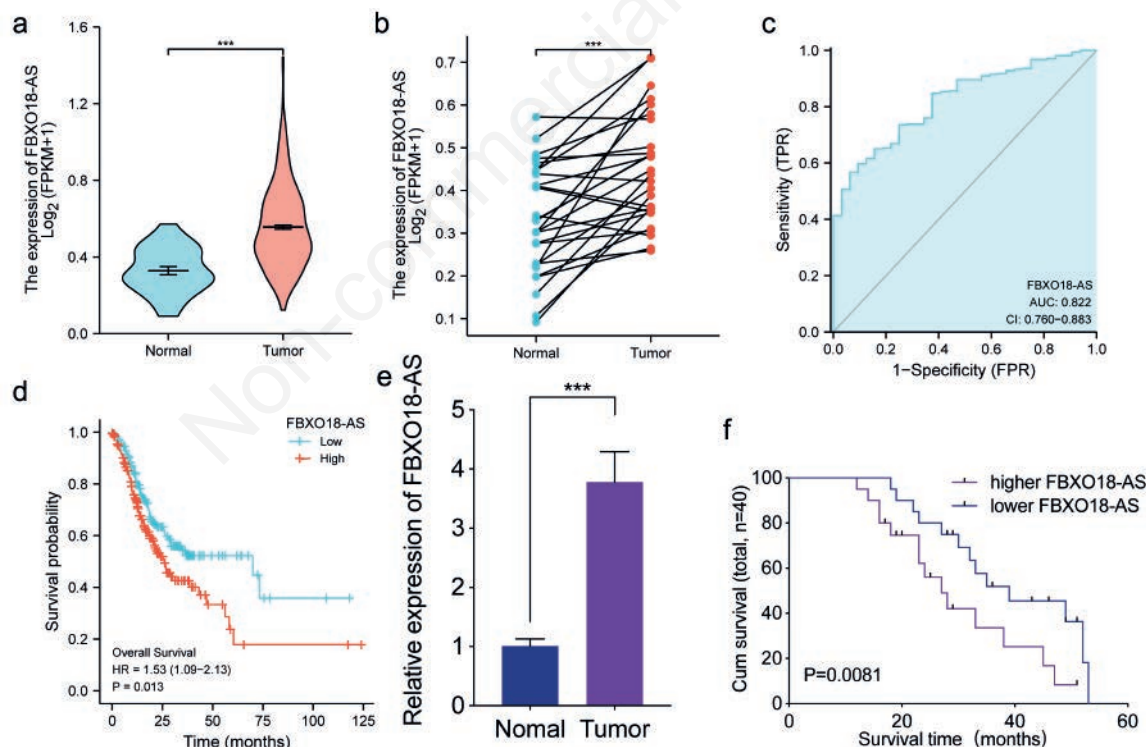 a
The expression of FBXO18-AS
Log2 (FPKM+1)
1.6
1.2
0.8
0.4
0.0
***
Normal
Tumor
b
The expression of FBXO18-AS
Log2 (FPKM+1)
0.7
0.6
0.5
0.4
0.3
0.2
0.1
***
Normal
Tumor
c
Sensitivity (TPR)
1.0
0.8
0.6
0.4
0.2
0.0
FBXO18-AS
AUC: 0.822
CI: 0.760-0.883
0.0 0.2 0.4 0.6 0.8 1.0
1-Specificity (FPR)
Non-commercial
d
Survival probability
1.0
0.8
0.6
0.4
0.2
0.0
FBXO18-AS
Low
High
Overall Survival
HR = 1.53 (1.09-2.13)
P = 0.013
0 25 50 75 100 125
Time (months)
e
Relative expression of FBXO18-AS
5
4
3
2
1
0
***
Nomal
Tumor
f
Cum survival (total, n=40)
100
80
60
40
20
0
higher FBXO18-AS
lower FBXO18-AS
P=0.0081
0 20 40 60
Survival time (months)